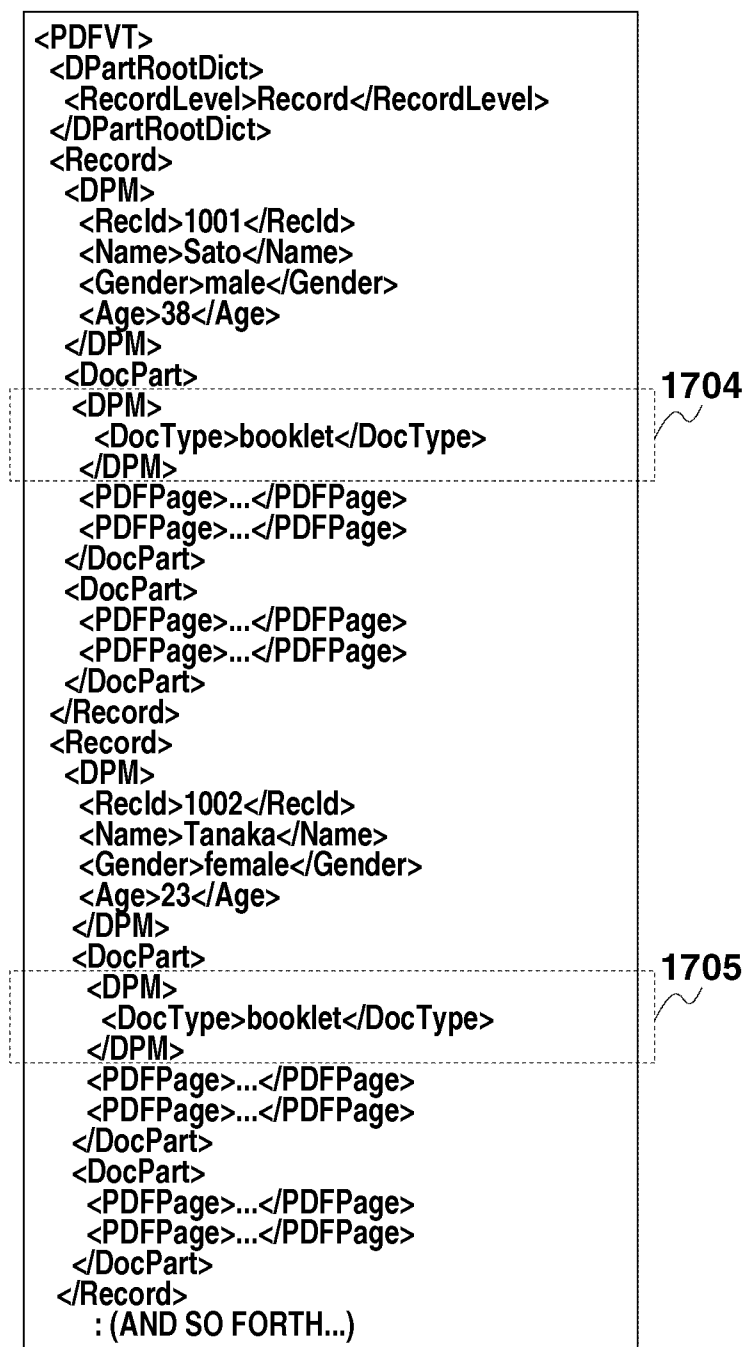 <PDFVT>
<DPartRootDict>
<RecordLevel>Record</RecordLevel>
</DPartRootDict>
<Record>
<DPM>
<RecId>1001</RecId>
<Name>Sato</Name>
<Gender>male</Gender>
<Age>38</Age>
</DPM>
<DocPart>
<DPM>
1704
<DocType>booklet</DocType>
</DPM>
<PDFPage>...</PDFPage>
<PDFPage>...</PDFPage>
</DocPart>
<DocPart>
<PDFPage>...</PDFPage>
<PDFPage>...</PDFPage>
</DocPart>
</Record>
<Record>
<DPM>
<RecId>1002</RecId>
<Name>Tanaka</Name>
<Gender>female</Gender>
<Age>23</Age>
</DPM>
<DocPart>
1705
<DPM>
<DocType>booklet</DocType>
</DPM>
<PDFPage>...</PDFPage>
<PDFPage>...</PDFPage>
</DocPart>
<DocPart>
<PDFPage>...</PDFPage>
<PDFPage>...</PDFPage>
</DocPart>
</Record>
: (AND SO FORTH...)